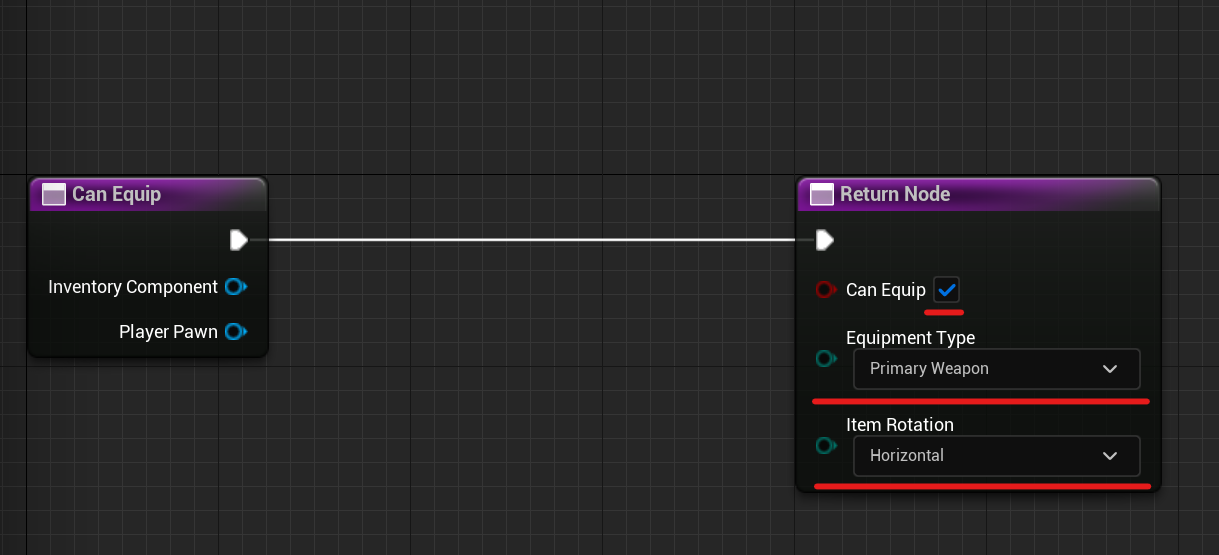 Can Equip
Inventory Component
Player Pawn
Return Node
Can Equip
Equipment Type
Primary Weapon
Item Rotation
Horizontal